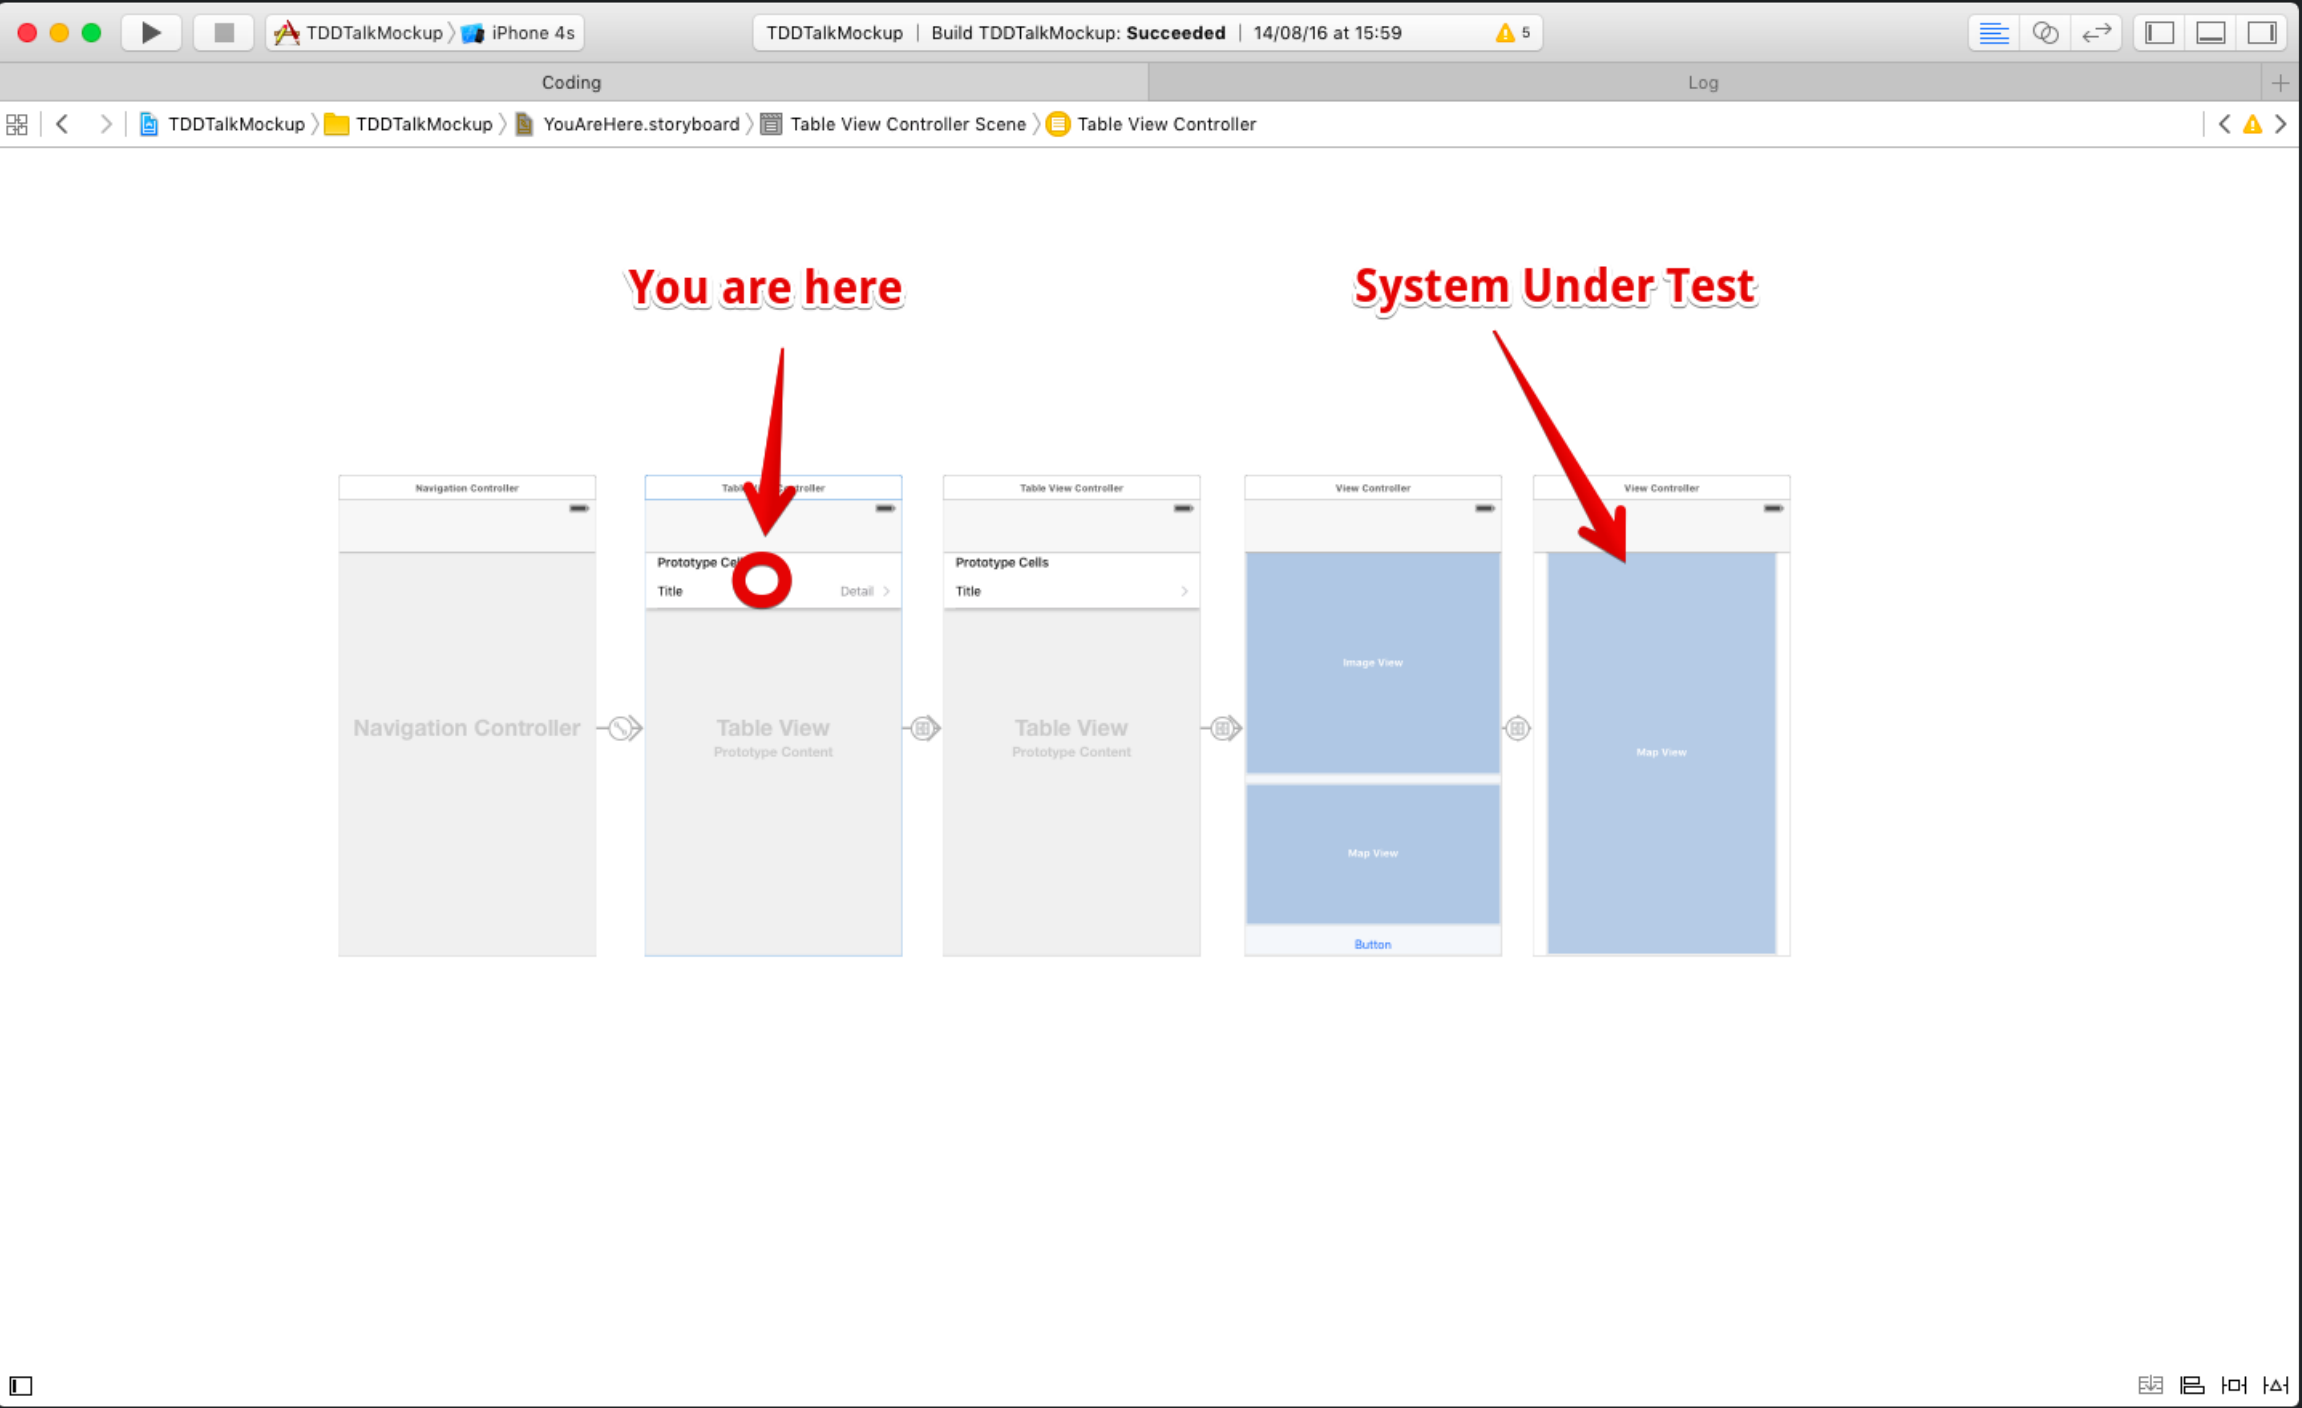 TDDTalkMockup iPhone 4s TDDTalkMockup | Build TDDTalkMockup: Succeeded | 14/08/16 at 15:59 5
Coding Log
TDDTalkMockup TDDTalkMockup YouAreHere.storyboard Table View Controller Scene Table View Controller
You are here System Under Test
Navigation Controller
Navigation Controller
Table View Controller
Prototype Cells
Title Detail
Table View
Prototype Content
Table View Controller
Prototype Cells
Title
Table View
Prototype Content
View Controller
Image View
Map View
Button
View Controller
Map View